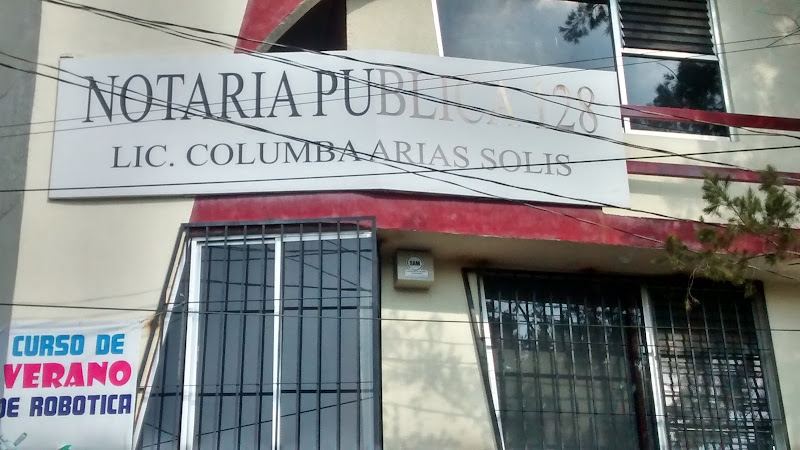 NOTARIA PUBLICA 128
LIC. COLUMBA ARIAS SOLIS
CURSO DE
VERANO
DE ROBOTICA